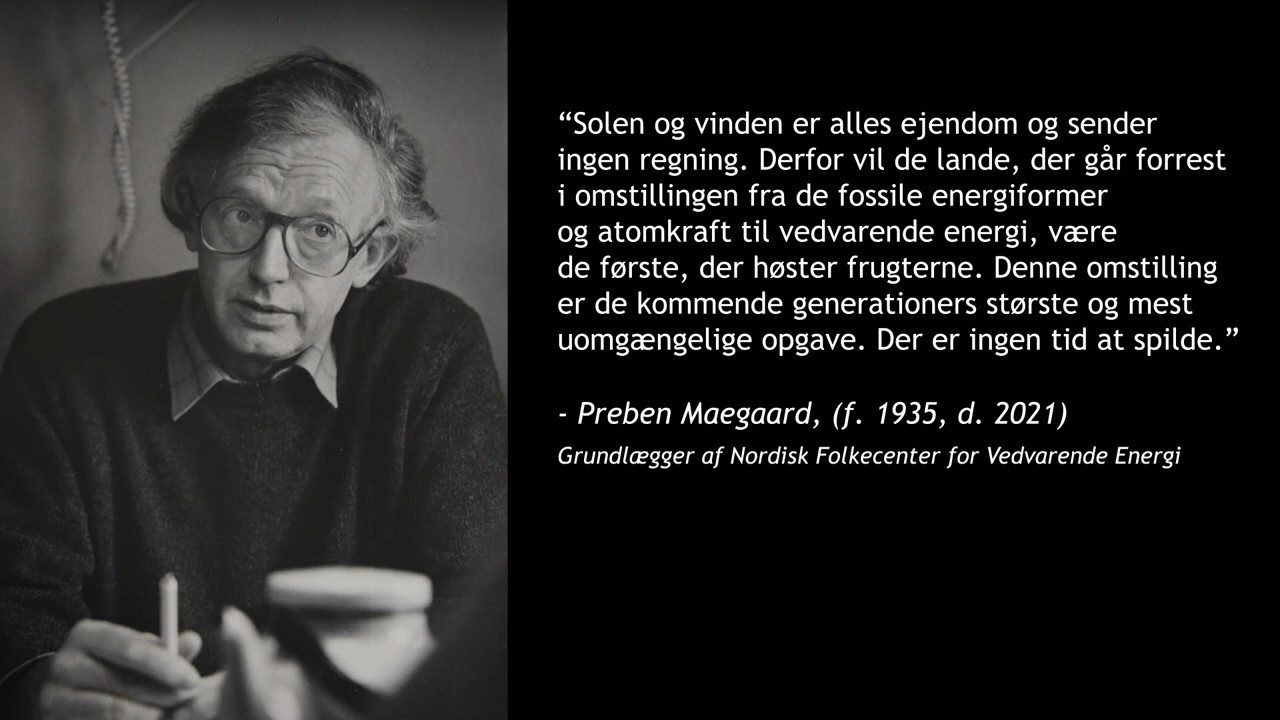 “Solen og vinden er alles ejendom og sender
ingen regning. Derfor vil de lande, der går forrest
i omstillingen fra de fossile energiformer
og atomkraft til vedvarende energi, være
de første, der høster frugterne. Denne omstilling
er de kommende generationers største og mest
uomgængelige opgave. Der er ingen tid at spilde.”
- Preben Maegaard, (f. 1935, d. 2021)
Grundlægger af Nordisk Folkecenter for Vedvarende Energi